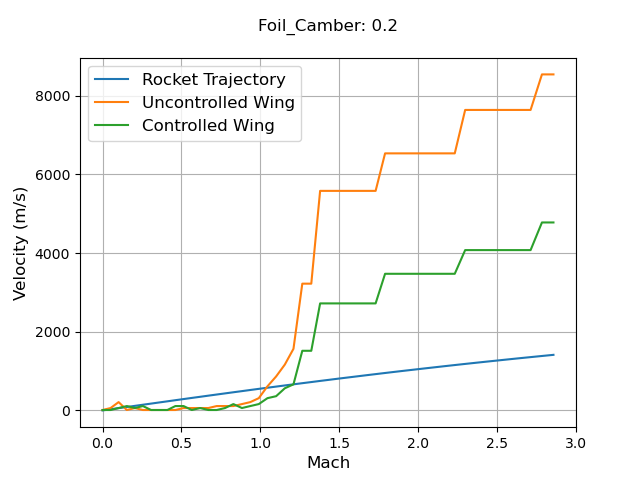 Foil_Camber: 0.2
Rocket Trajectory
Uncontrolled Wing
Controlled Wing
Velocity (m/s)
8000
6000
4000
2000
0
0.0 0.5 1.0 1.5 2.0 2.5 3.0
Mach